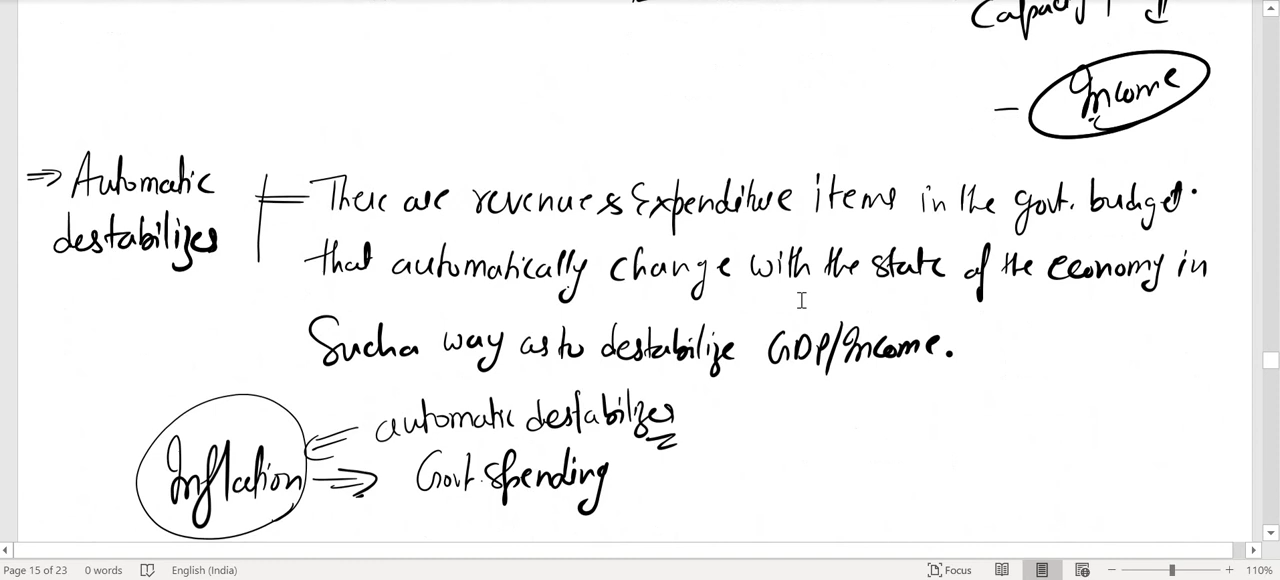 Capacity ↑
- Income
⇒ Automatic destabilizes
There are revenue & Expenditure items in the govt. budget.
that automatically change with the state of the economy in
Such a way as to destabilize GDP/Income.
automatic destabilizes
Inflation ⇒ Govt. spending
Page 15 of 23 0 words English (India) Focus 110%